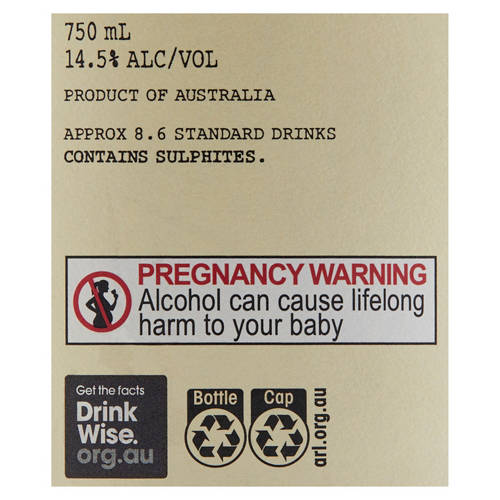 750 mL
14.5% ALC/VOL
PRODUCT OF AUSTRALIA
APPROX 8.6 STANDARD DRINKS
CONTAINS SULPHITES.
PREGNANCY WARNING
Alcohol can cause lifelong
harm to your baby
Get the facts
Drink
Wise.
org.au
Bottle
Cap
arl.org.au